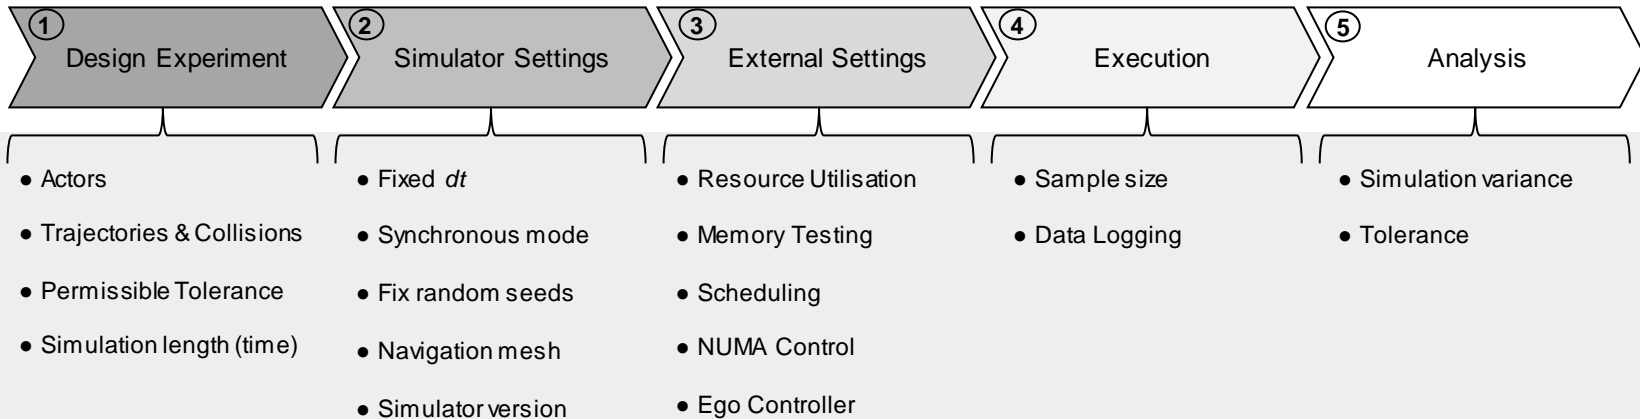 1
Design Experiment
2
Simulator Settings
3
External Settings
4
Execution
5
Analysis
● Actors
● Trajectories & Collisions
● Permissible Tolerance
● Simulation length (time)
● Fixed dt
● Synchronous mode
● Fix random seeds
● Navigation mesh
● Simulator version
● Resource Utilisation
● Memory Testing
● Scheduling
● NUMA Control
● Ego Controller
● Sample size
● Data Logging
● Simulation variance
● Tolerance